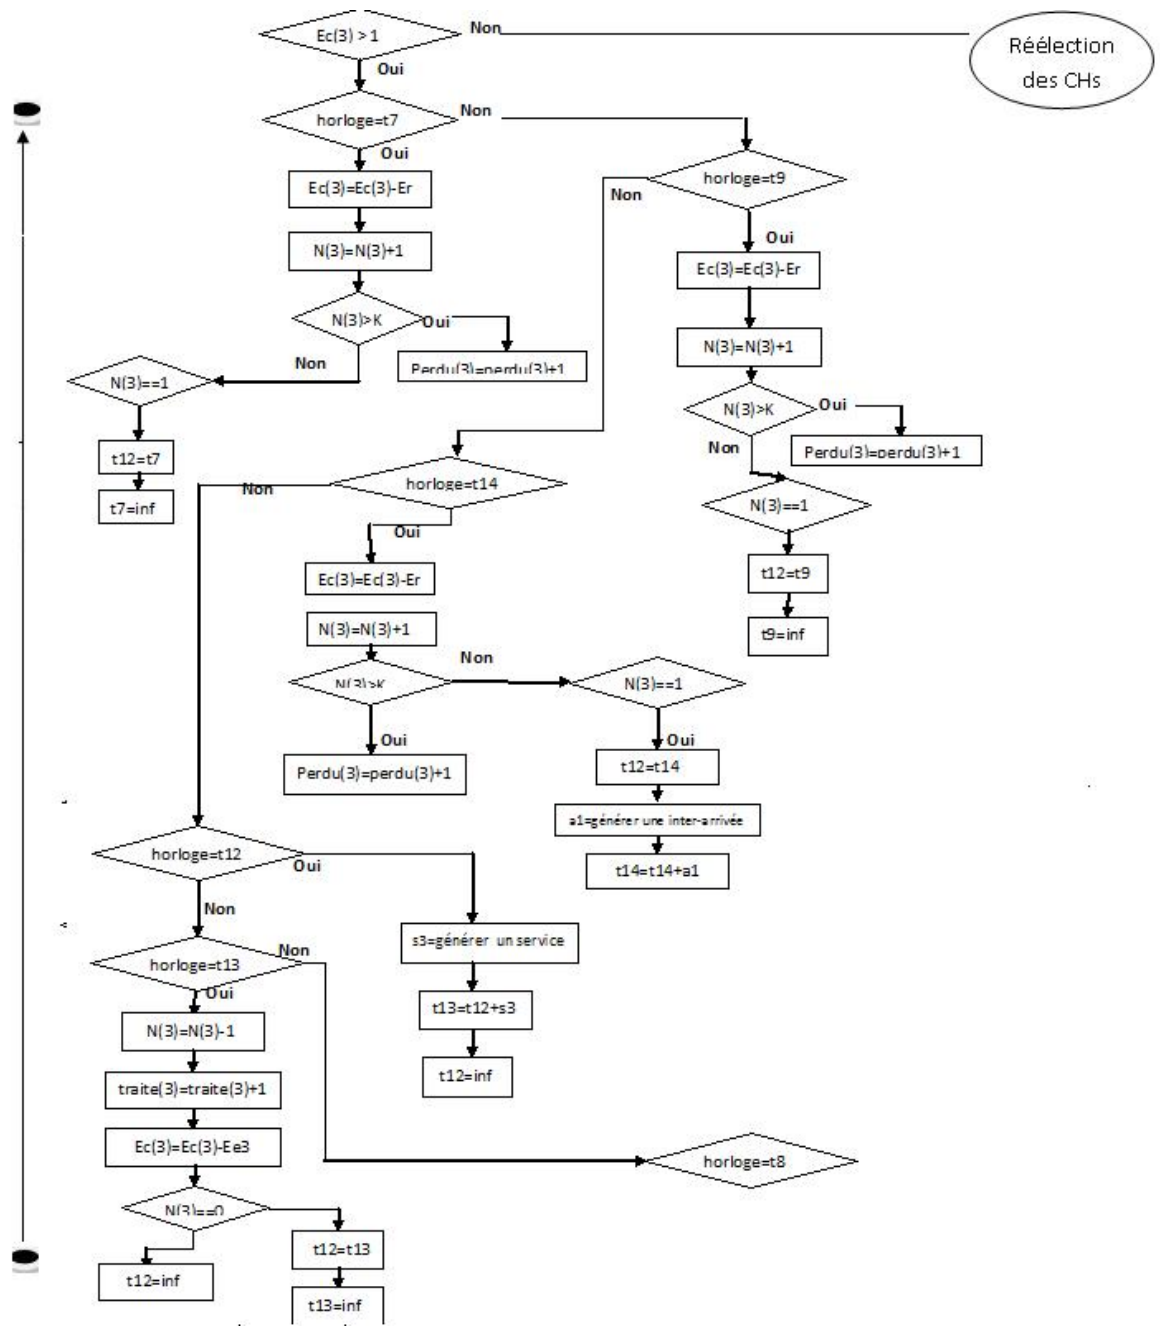 Ec(3) >1
Non
Réélection
des CHs
Oui
horloge=t7
Non
Oui
horloge=t9
Non
Ec(3)=Ec(3)-Er
Oui
N(3)=N(3)+1
Ec(3)=Ec(3)-Er
N(3)>K
Oui
N(3)=N(3)+1
Non
Perdu(3)=perdu(3)+1
N(3)==1
N(3)>K
Oui
Non
Perdu(3)=perdu(3)+1
t12=t7
horloge=t14
Non
t7=inf
N(3)==1
Oui
Ec(3)=Ec(3)-Er
t12=t9
N(3)=N(3)+1
t9=inf
Non
N(3)>K
N(3)==1
Oui
Oui
Perdu(3)=perdu(3)+1
t12=t14
a1=générer une inter-arrivée
horloge=t12
Oui
t14=t14+a1
Non
s3=générer un service
horloge=t13
Non
Oui
t13=t12+s3
N(3)=N(3)-1
t12=inf
traite(3)=traite(3)+1
Ec(3)=Ec(3)-Ee3
horloge=t8
N(3)==0
t12=t13
t12=inf
t13=inf